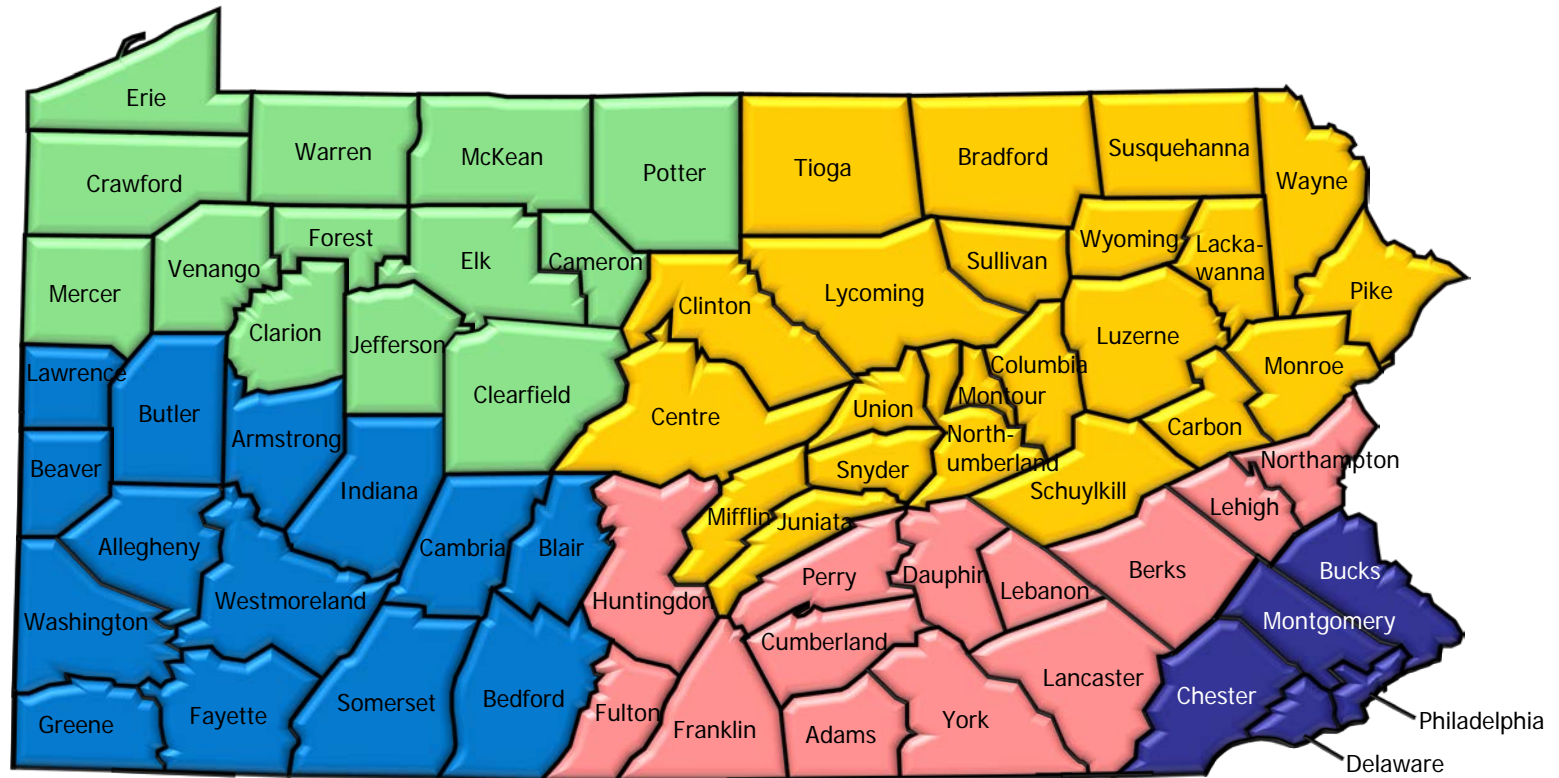 Erie
Warren
McKean
Potter
Tioga
Bradford
Susquehanna
Wayne
Crawford
Mercer
Venango
Forest
Elk
Cameron
Clarion
Jefferson
Clearfield
Clinton
Lycoming
Sullivan
Wyoming
Lacka-
wanna
Pike
Luzerne
Columbia
Montour
Monroe
Carbon
Centre
Union
Snyder
North-
umberland
Schuylkill
Mifflin
Juniata
Lawrence
Butler
Armstrong
Beaver
Indiana
Allegheny
Cambria
Blair
Washington
Westmoreland
Greene
Fayette
Somerset
Bedford
Huntingdon
Fulton
Franklin
Perry
Cumberland
Adams
York
Dauphin
Lebanon
Lancaster
Berks
Lehigh
Northampton
Bucks
Montgomery
Chester
Philadelphia
Delaware